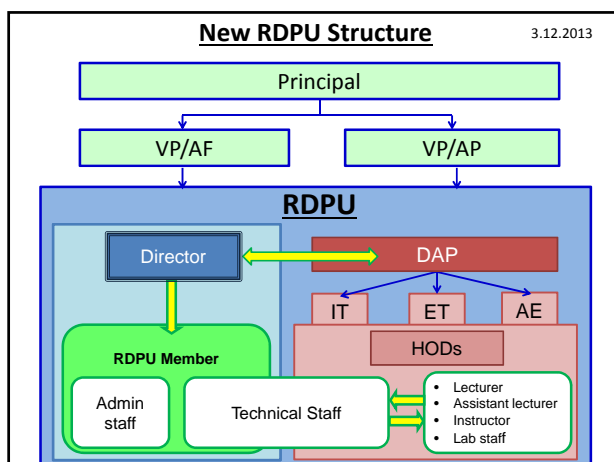 New RDPU Structure
3.12.2013
Principal
VP/AF
VP/AP
RDPU
Director
DAP
IT
ET
AE
HODs
RDPU Member
Admin
staff
Technical Staff
• Lecturer
• Assistant lecturer
• Instructor
• Lab staff